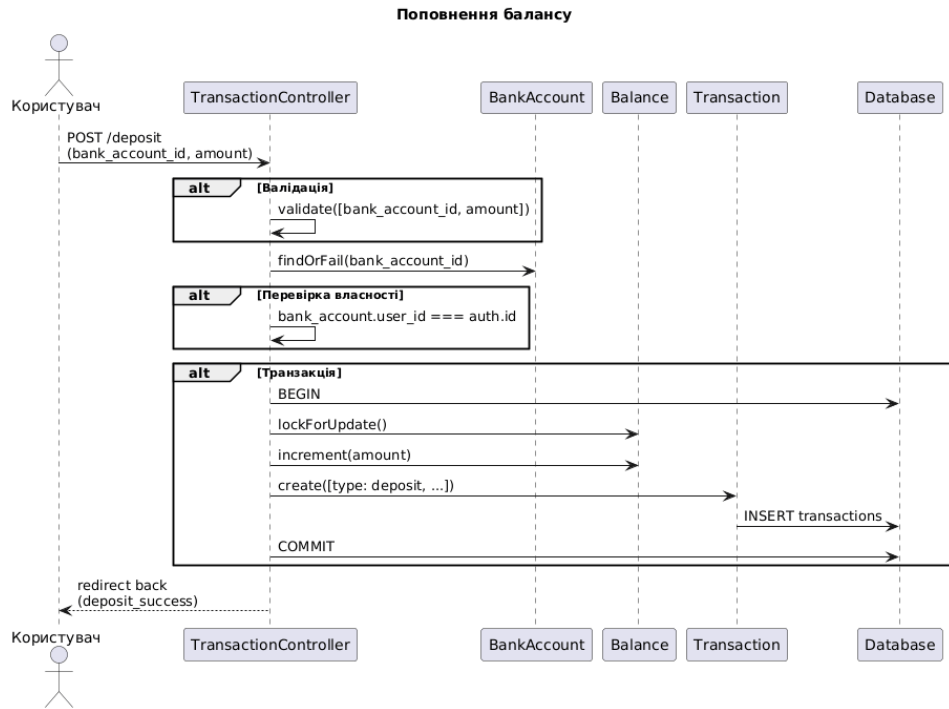 Поповнення балансу
Користувач
TransactionController
BankAccount
Balance
Transaction
Database
POST /deposit
(bank_account_id, amount)
alt
[Валідація]
validate([bank_account_id, amount])
findOrFail(bank_account_id)
alt
[Перевірка власності]
bank_account.user_id === auth.id
alt
[Транзакція]
BEGIN
lockForUpdate()
increment(amount)
create([type: deposit, ...])
INSERT transactions
COMMIT
redirect back
(deposit_success)
Користувач
TransactionController
BankAccount
Balance
Transaction
Database